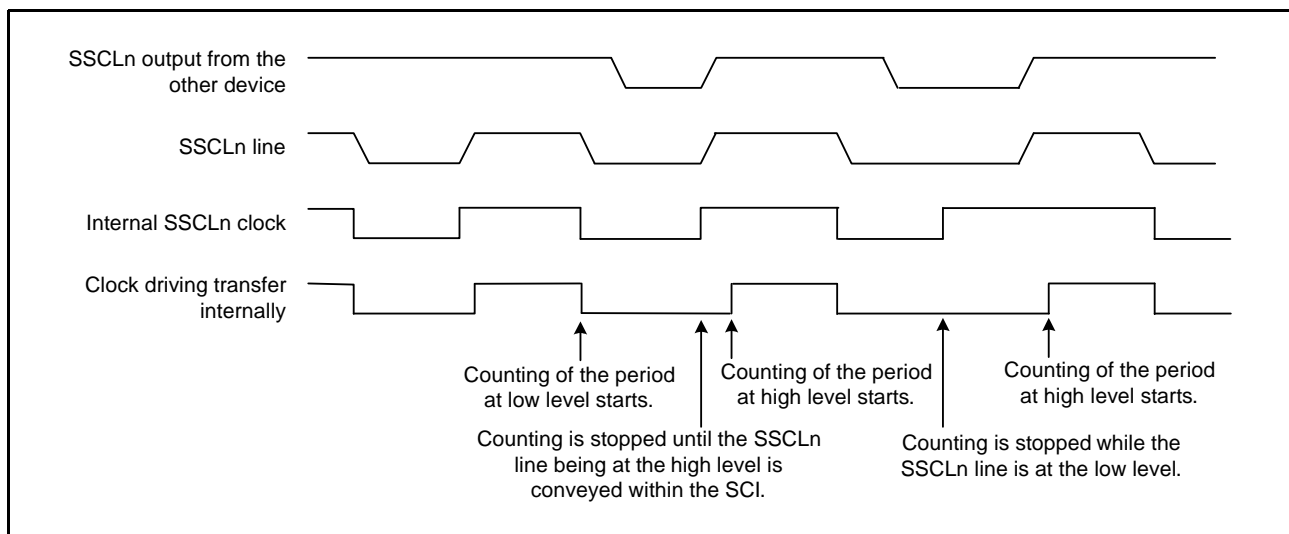 SSCLn output from the
other device
SSCLn line
Internal SSCLn clock
Clock driving transfer
internally
Counting of the period
at low level starts.
Counting of the period
at high level starts.
Counting of the period
at high level starts.
Counting is stopped until the SSCLn
line being at the high level is
conveyed within the SCI.
Counting is stopped while the
SSCLn line is at the low level.